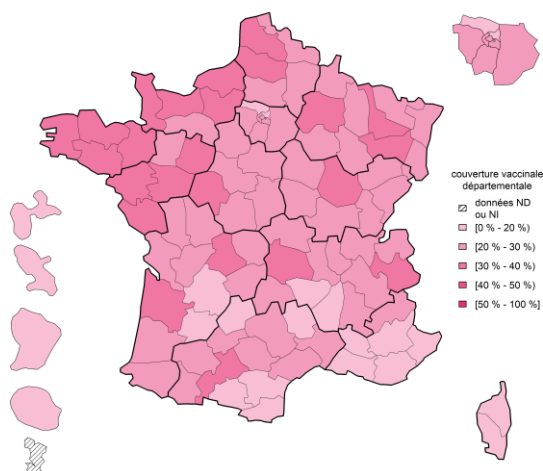 couverture vaccinale
départementale
données ND
ou NI
[0 % - 20 %)
[20 % - 30 %)
[30 % - 40 %)
[40 % - 50 %)
[50 % - 100 %]